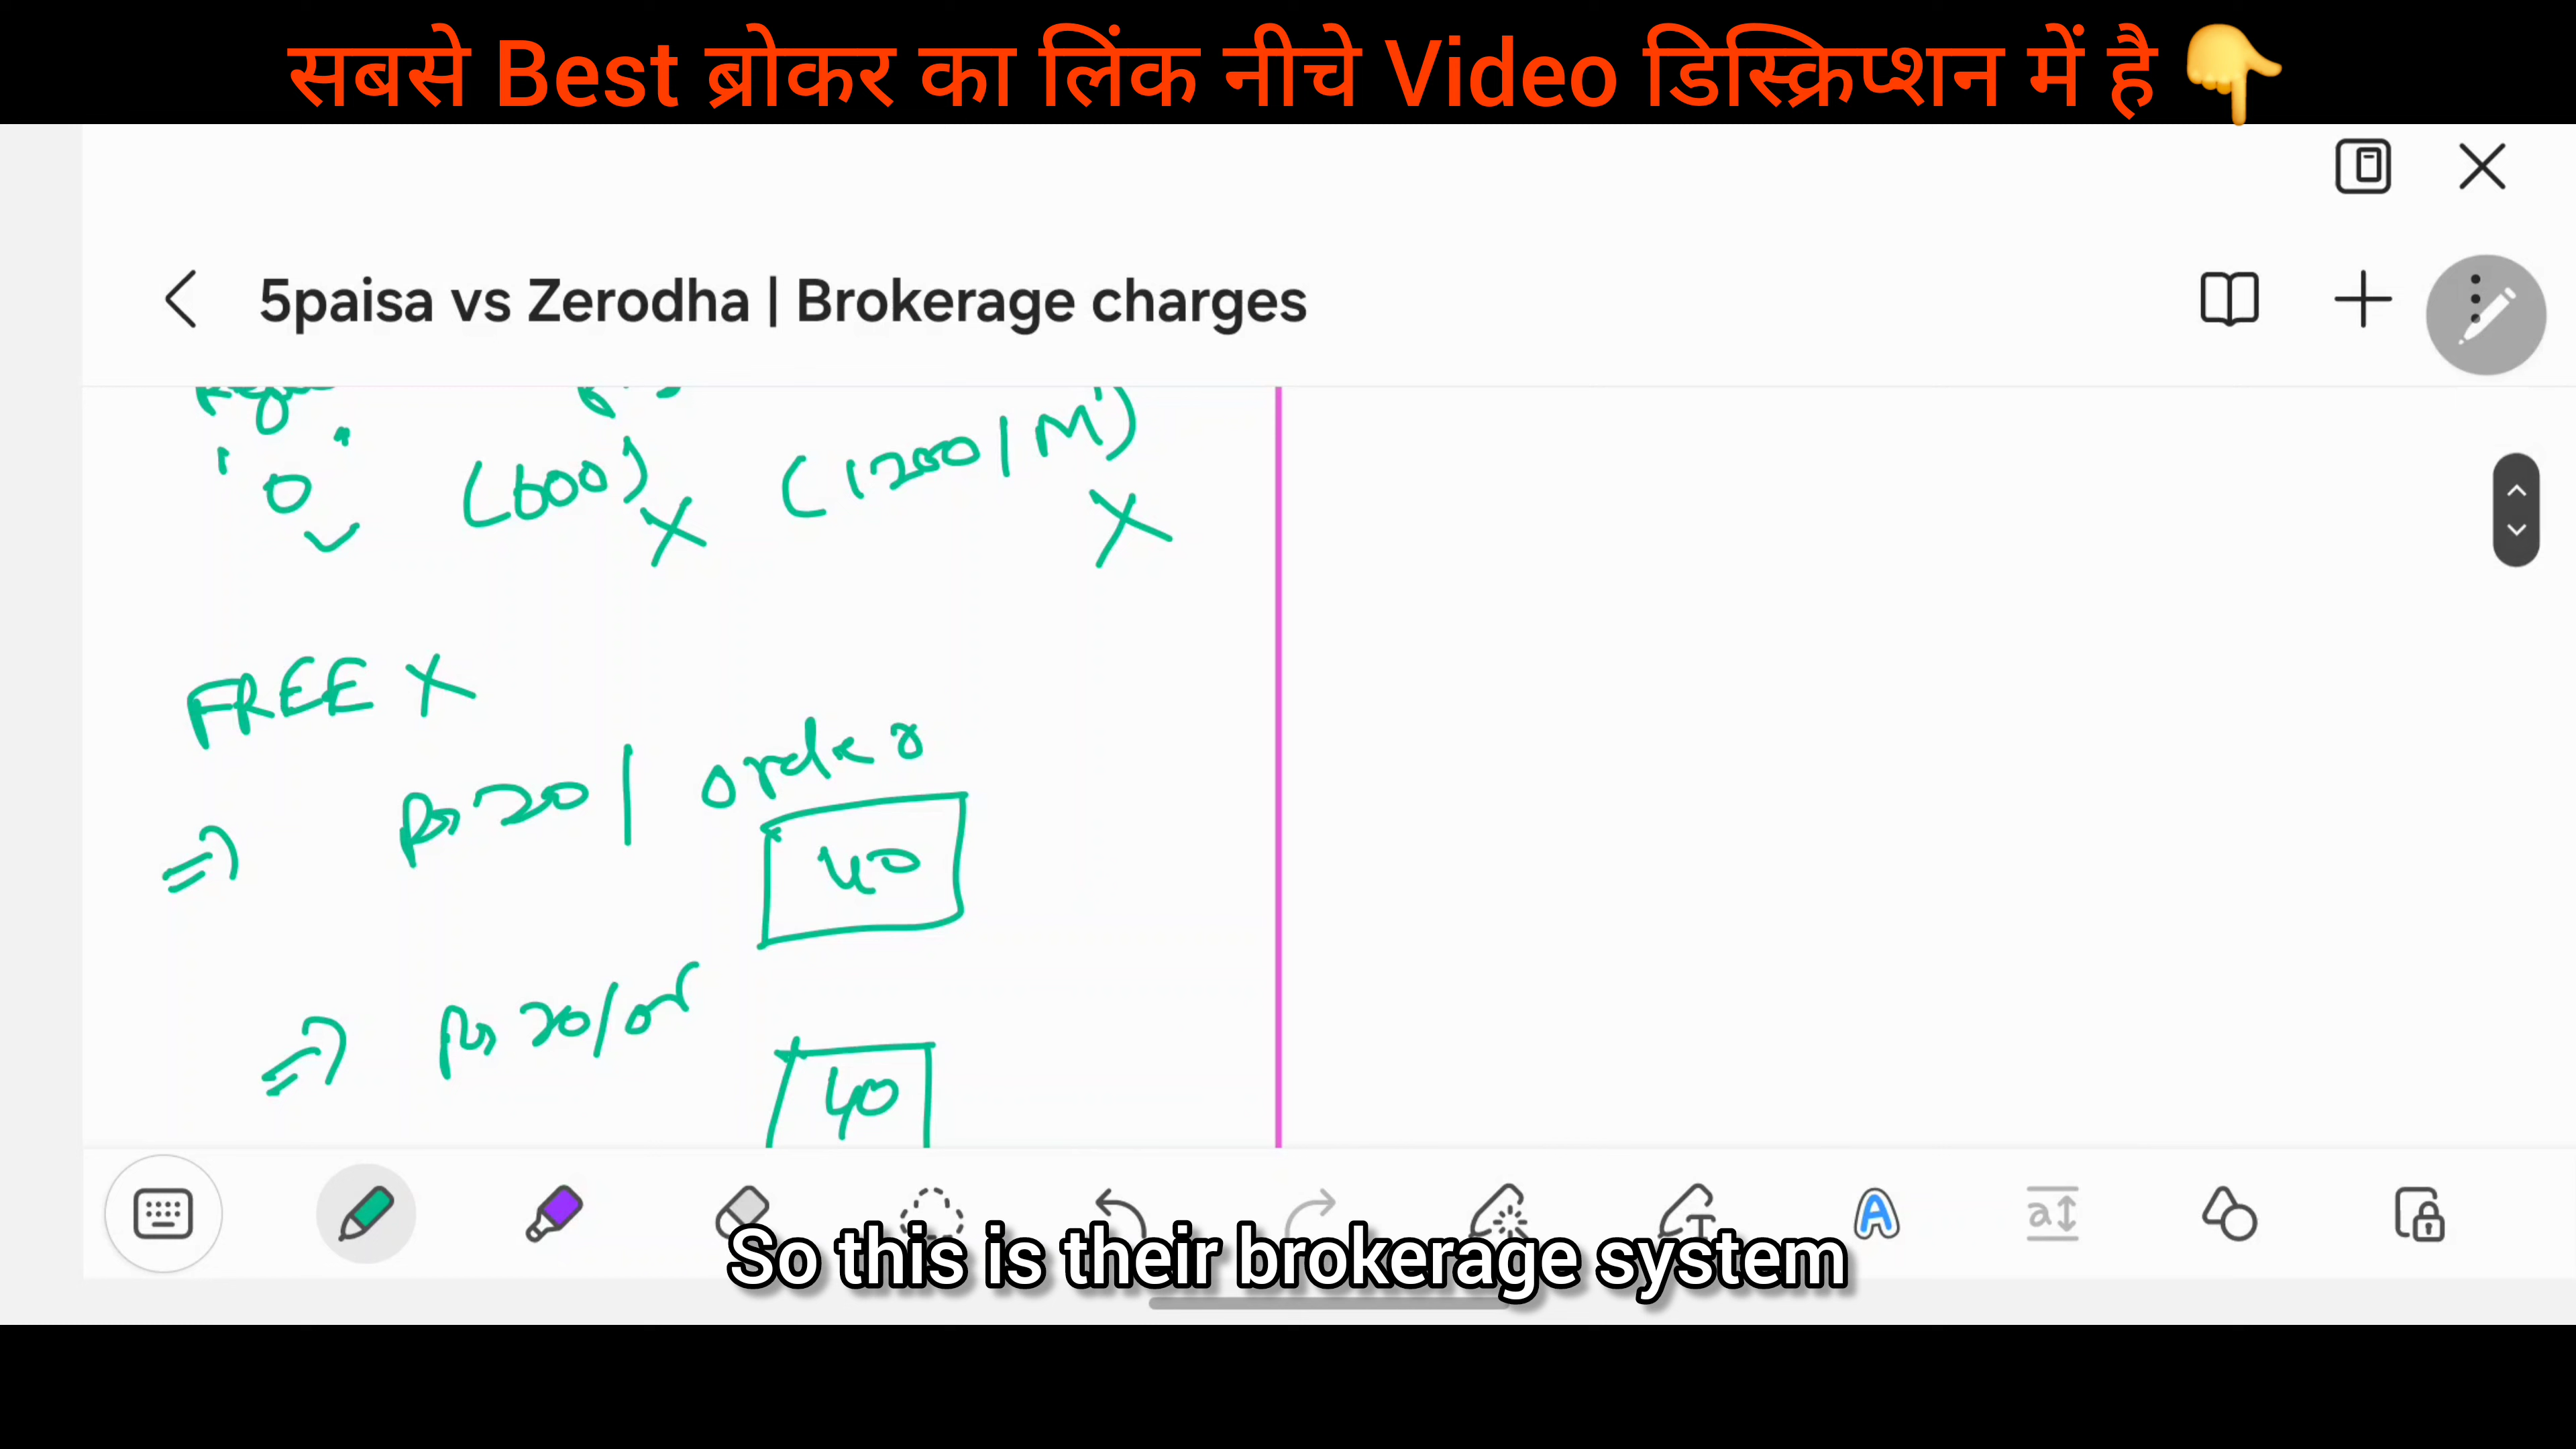 सबसे Best ब्रोकर का लिंक नीचे Video डिस्क्रिप्शन में है
5paisa vs Zerodha | Brokerage charges
0 (600) X (1200/M) X
FREE X
⇒ Rs 20 | order
40
⇒ Rs 20/or
40
So this is their brokerage system